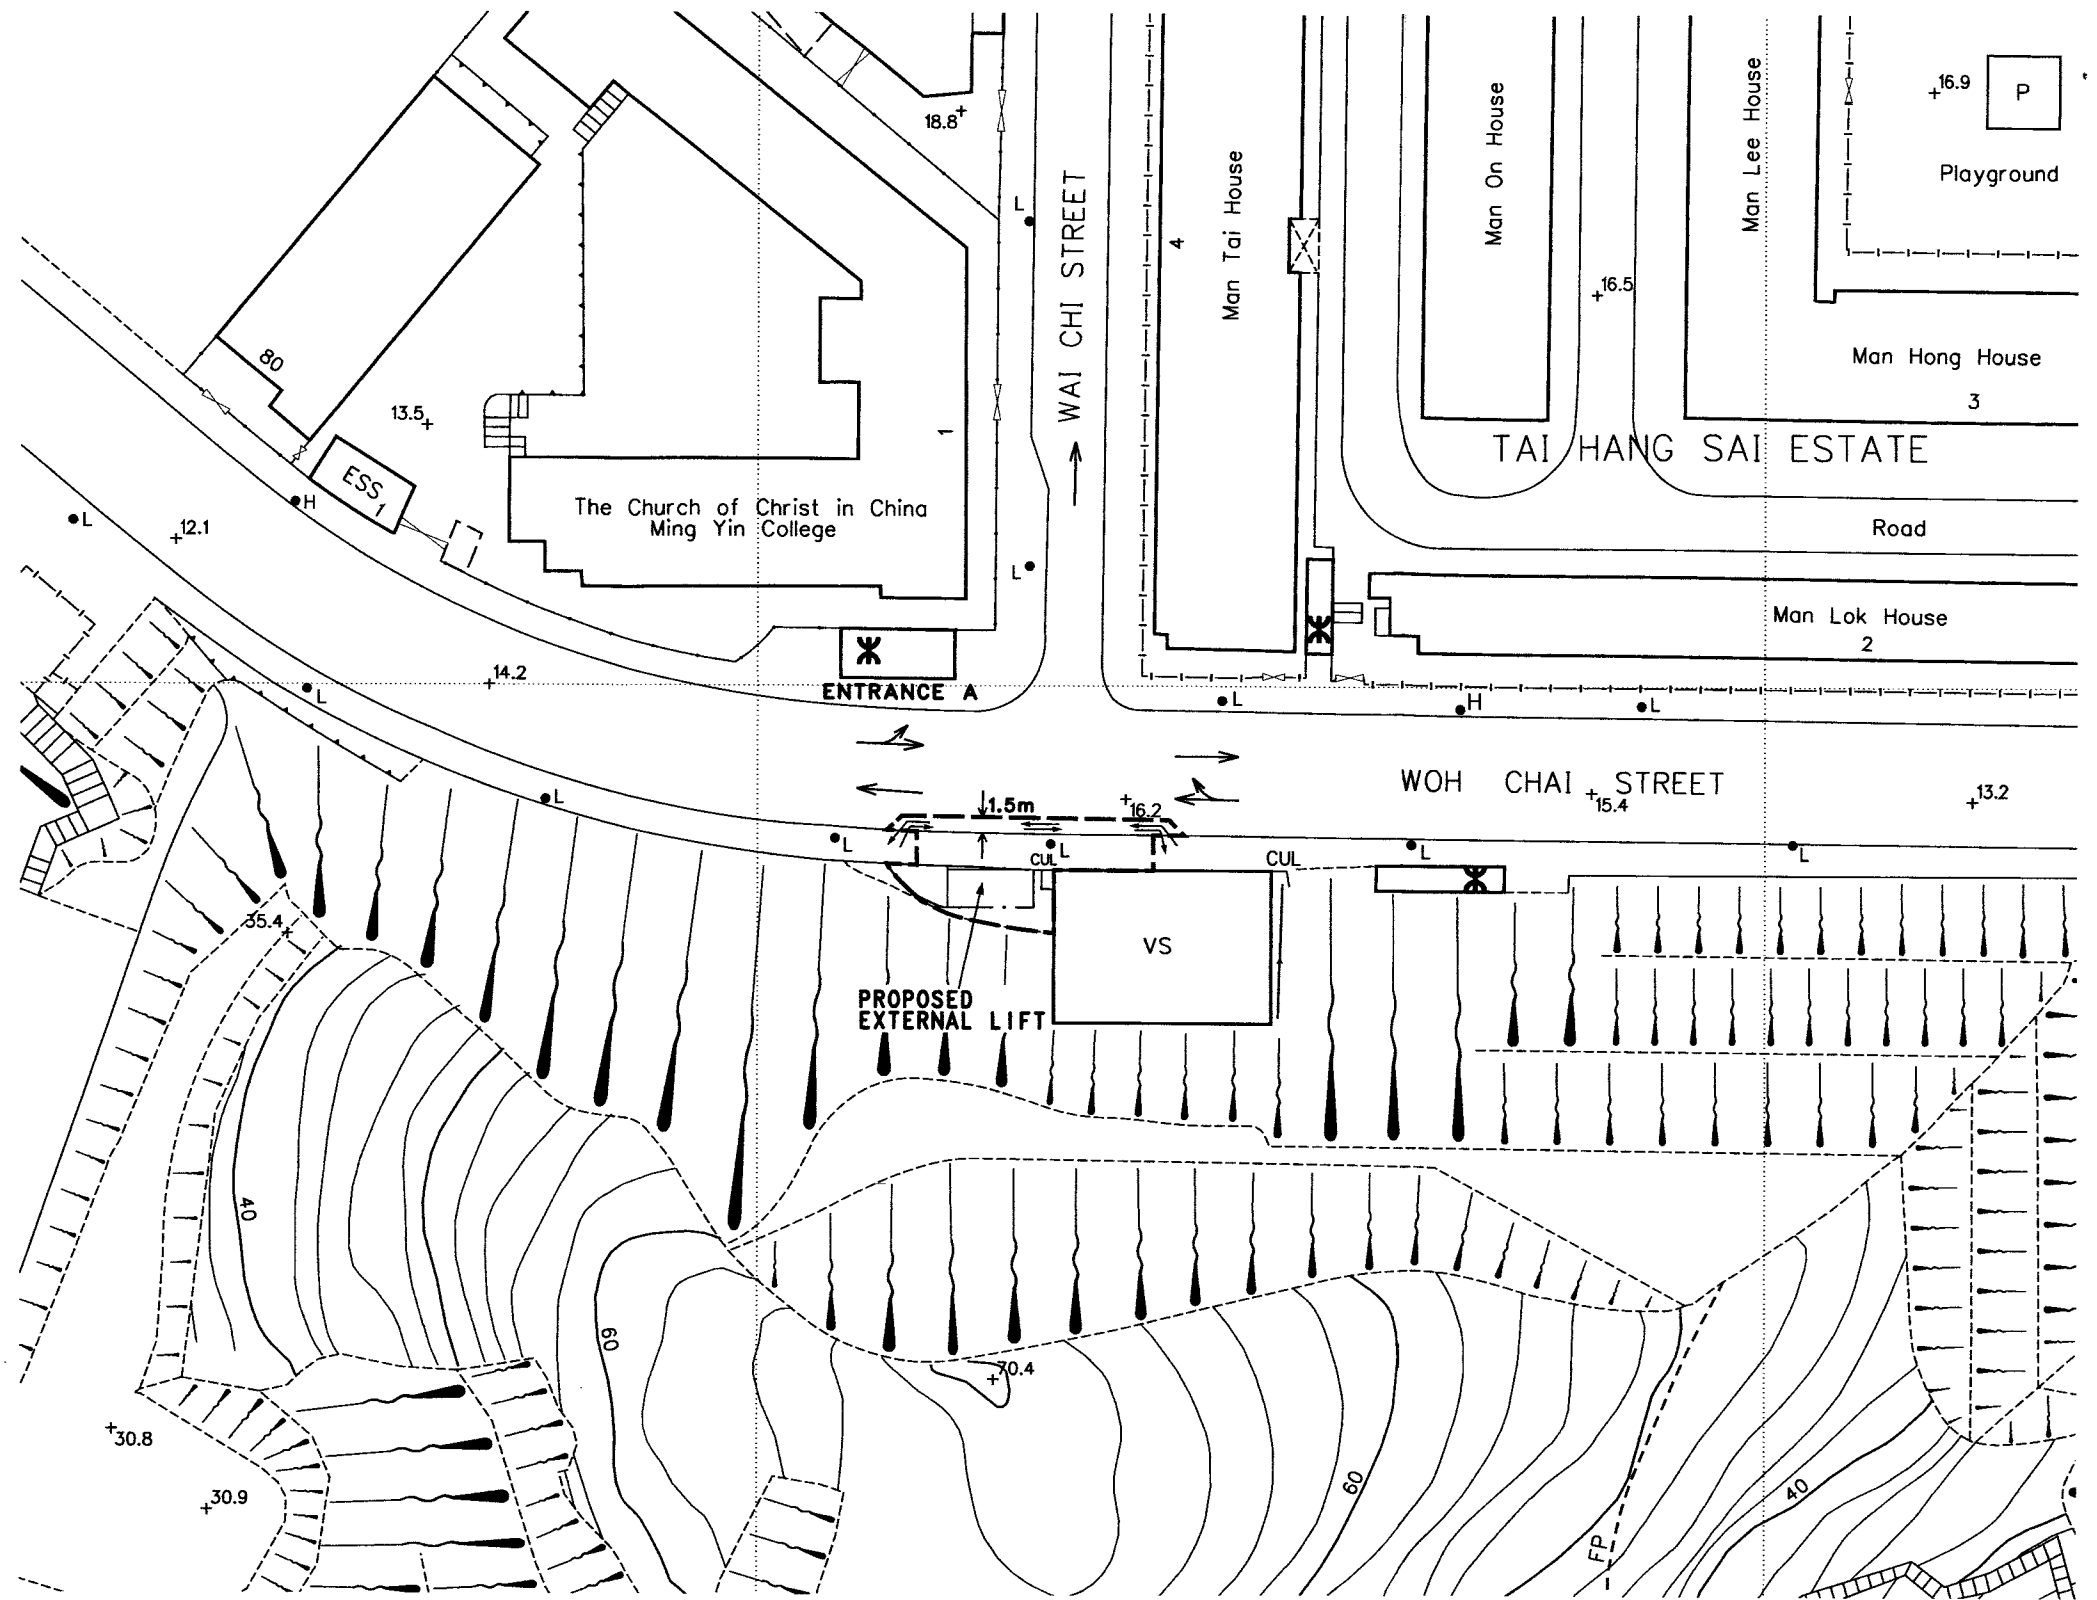 18.8
16.9
P
Playground
L
WAI CHI STREET
4
Man Tai House
Man On House
Man Lee House
16.5
Man Hong House
3
80
13.5
1
TAI HANG SAI ESTATE
ESS
1
H
L
12.1
The Church of Christ in China
Ming Yin College
Road
L
Man Lok House
2
14.2
L
ENTRANCE A
L
H
L
WOH CHAI STREET
15.4
13.2
L
1.5m
16.2
L
L
CUL
CUL
L
L
35.4
VS
PROPOSED
EXTERNAL LIFT
40
60
70.4
30.8
30.9
60
40
FP